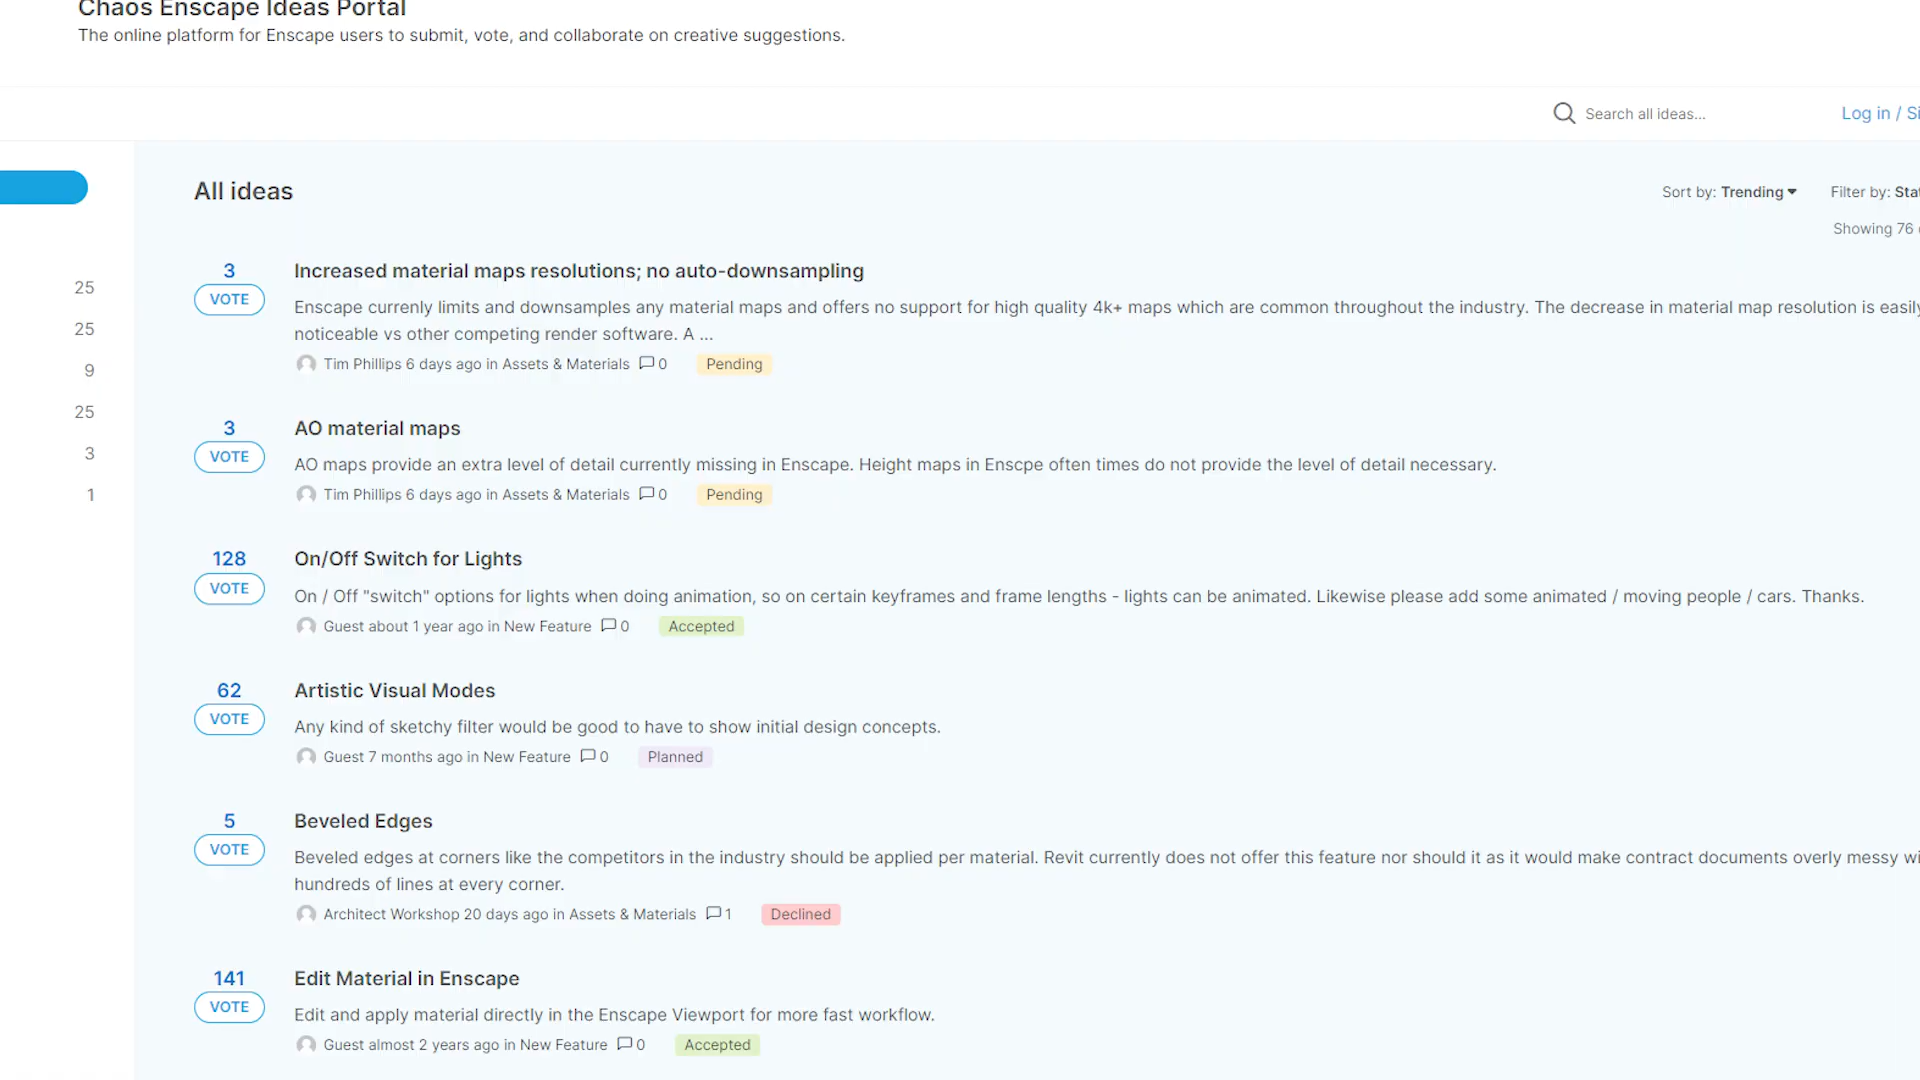 Chaos Enscape Ideas Portal
The online platform for Enscape users to submit, vote, and collaborate on creative suggestions.
Search all ideas...
Log in / Si
All ideas
Sort by: Trending
Filter by: Stat
Showing 76
25
25
9
25
3
1
3
VOTE
Increased material maps resolutions; no auto-downsampling
Enscape currenly limits and downsamples any material maps and offers no support for high quality 4k+ maps which are common throughout the industry. The decrease in material map resolution is easily
noticeable vs other competing render software. A ...
Tim Phillips 6 days ago in Assets & Materials 0 Pending
3
VOTE
AO material maps
AO maps provide an extra level of detail currently missing in Enscape. Height maps in Enscpe often times do not provide the level of detail necessary.
Tim Phillips 6 days ago in Assets & Materials 0 Pending
128
VOTE
On/Off Switch for Lights
On / Off "switch" options for lights when doing animation, so on certain keyframes and frame lengths - lights can be animated. Likewise please add some animated / moving people / cars. Thanks.
Guest about 1 year ago in New Feature 0 Accepted
62
VOTE
Artistic Visual Modes
Any kind of sketchy filter would be good to have to show initial design concepts.
Guest 7 months ago in New Feature 0 Planned
5
VOTE
Beveled Edges
Beveled edges at corners like the competitors in the industry should be applied per material. Revit currently does not offer this feature nor should it as it would make contract documents overly messy wi
hundreds of lines at every corner.
Architect Workshop 20 days ago in Assets & Materials 1 Declined
141
VOTE
Edit Material in Enscape
Edit and apply material directly in the Enscape Viewport for more fast workflow.
Guest almost 2 years ago in New Feature 0 Accepted